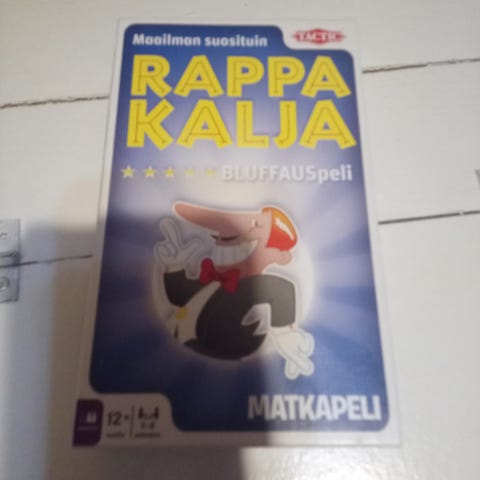 Maailman suosituin
TACTIC
RAPPA
KALJA
BLUFFAUSpeli
MATKAPELI
12+